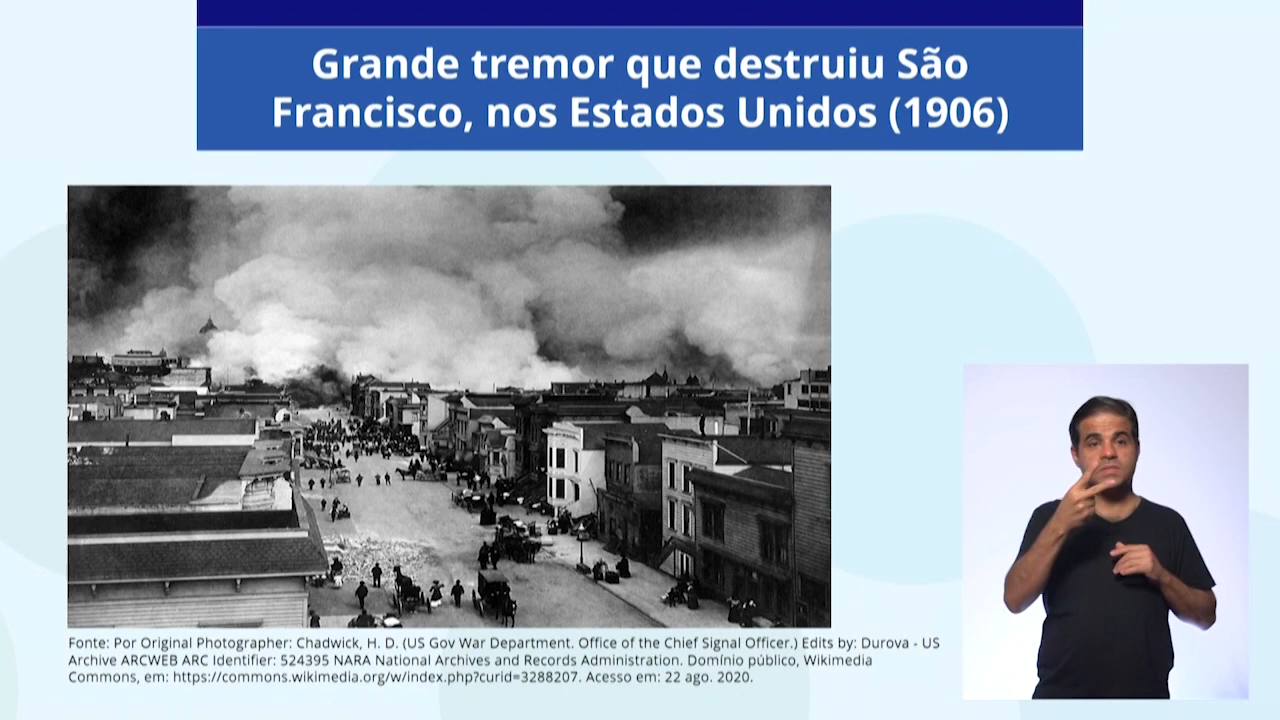 Grande tremor que destruiu São
Francisco, nos Estados Unidos (1906)
Fonte: Por Original Photographer: Chadwick, H. D. (US Gov War Department. Office of the Chief Signal Officer.) Edits by: Durova - US
Archive ARCWEB ARC Identifier: 524395 NARA National Archives and Records Administration. Domínio público, Wikimedia
Commons, em: https://commons.wikimedia.org/w/index.php?curid=3288207. Acesso em: 22 ago. 2020.